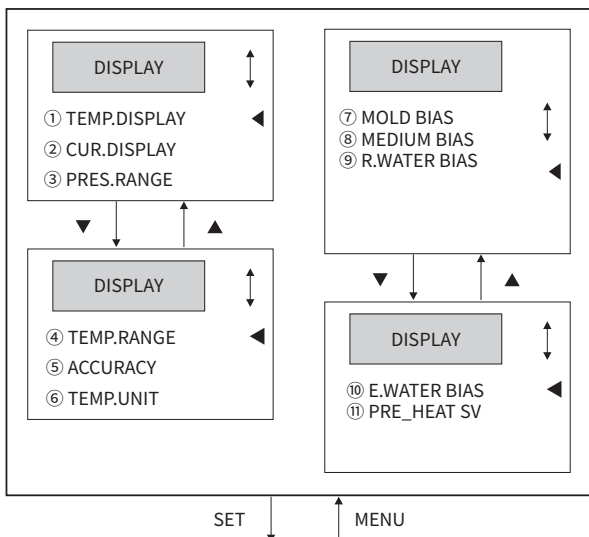 DISPLAY
① TEMP.DISPLAY
② CUR.DISPLAY
③ PRES.RANGE
DISPLAY
④ TEMP.RANGE
⑤ ACCURACY
⑥ TEMP.UNIT
DISPLAY
⑦ MOLD BIAS
⑧ MEDIUM BIAS
⑨ R.WATER BIAS
DISPLAY
⑩ E.WATER BIAS
⑪ PRE_HEAT SV
SET
MENU